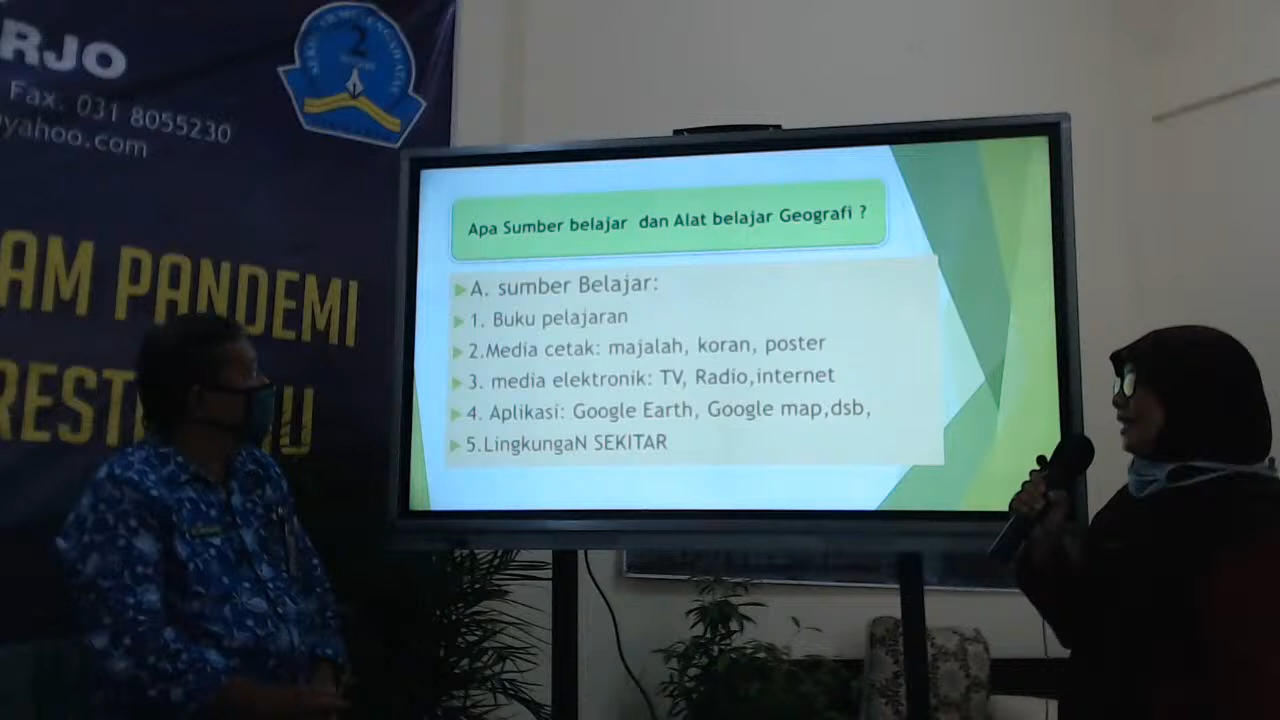 RJO
Fax. 031 8055230
yahoo.com
2
AM PANDEMI
REST
U
Apa Sumber belajar dan Alat belajar Geografi ?
A. sumber Belajar:
1. Buku pelajaran
2.Media cetak: majalah, koran, poster
3. media elektronik: TV, Radio,internet
4. Aplikasi: Google Earth, Google map,dsb,
5.LingkungaN SEKITAR